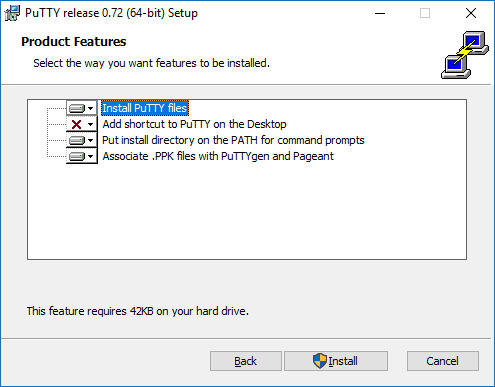 PuTTY release 0.72 (64-bit) Setup
Product Features
Select the way you want features to be installed.
Install PuTTY files
Add shortcut to PuTTY on the Desktop
Put install directory on the PATH for command prompts
Associate .PPK files with PuTTYgen and Pageant
This feature requires 42KB on your hard drive.
Back Install Cancel